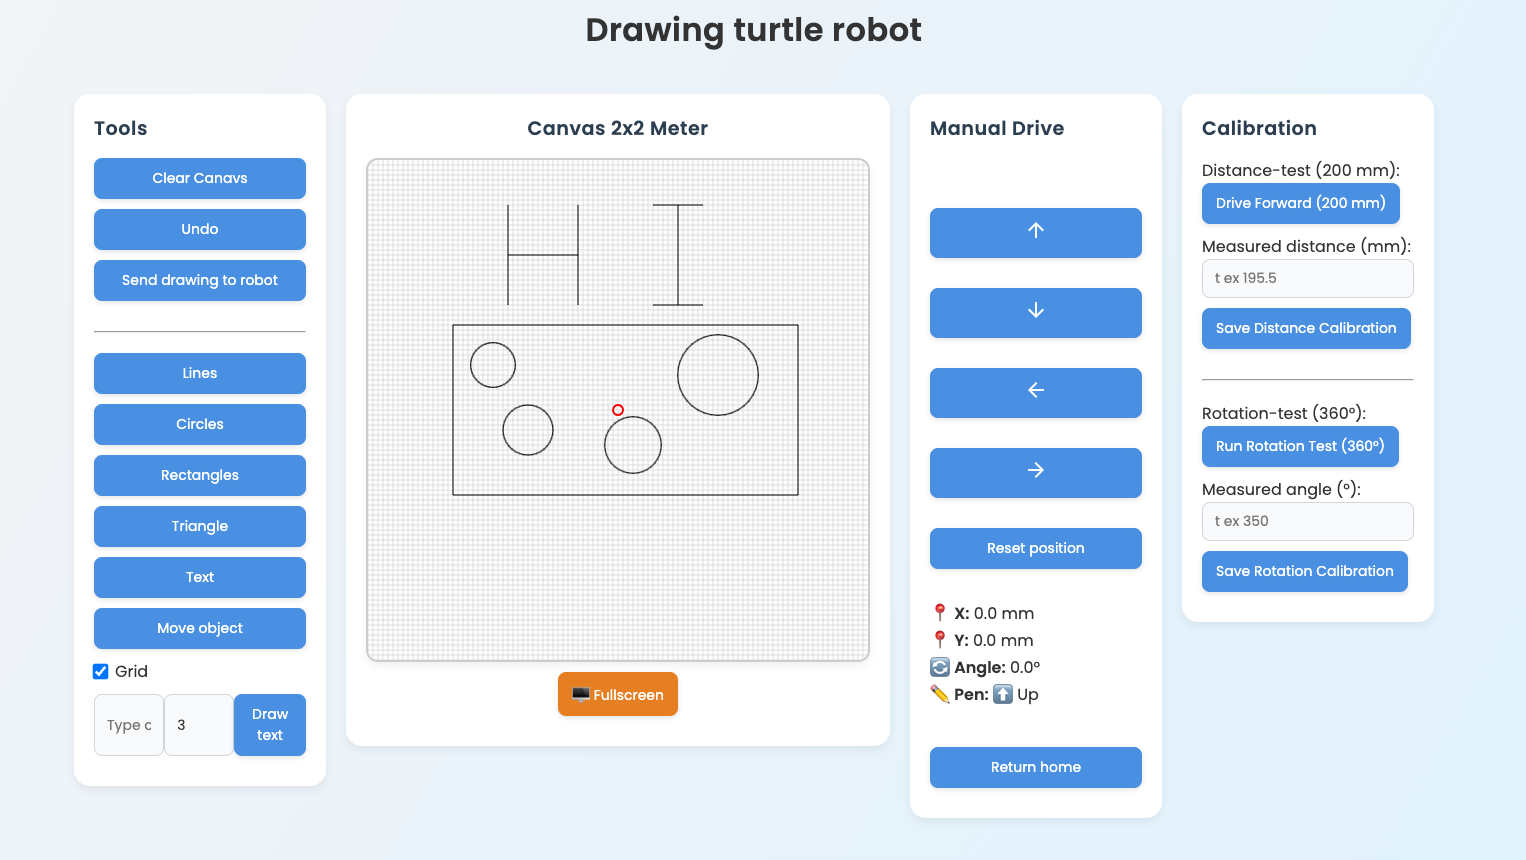 Drawing turtle robot
Tools
Clear Canavs
Undo
Send drawing to robot
Lines
Circles
Rectangles
Triangle
Text
Move object
Grid
Type c
3
Draw
text
Canvas 2x2 Meter
HI
Fullscreen
Manual Drive
↑
↓
←
→
Reset position
X: 0.0 mm
Y: 0.0 mm
Angle: 0.0°
Pen: Up
Return home
Calibration
Distance-test (200 mm):
Drive Forward (200 mm)
Measured distance (mm):
t ex 195.5
Save Distance Calibration
Rotation-test (360°):
Run Rotation Test (360°)
Measured angle (°):
t ex 350
Save Rotation Calibration